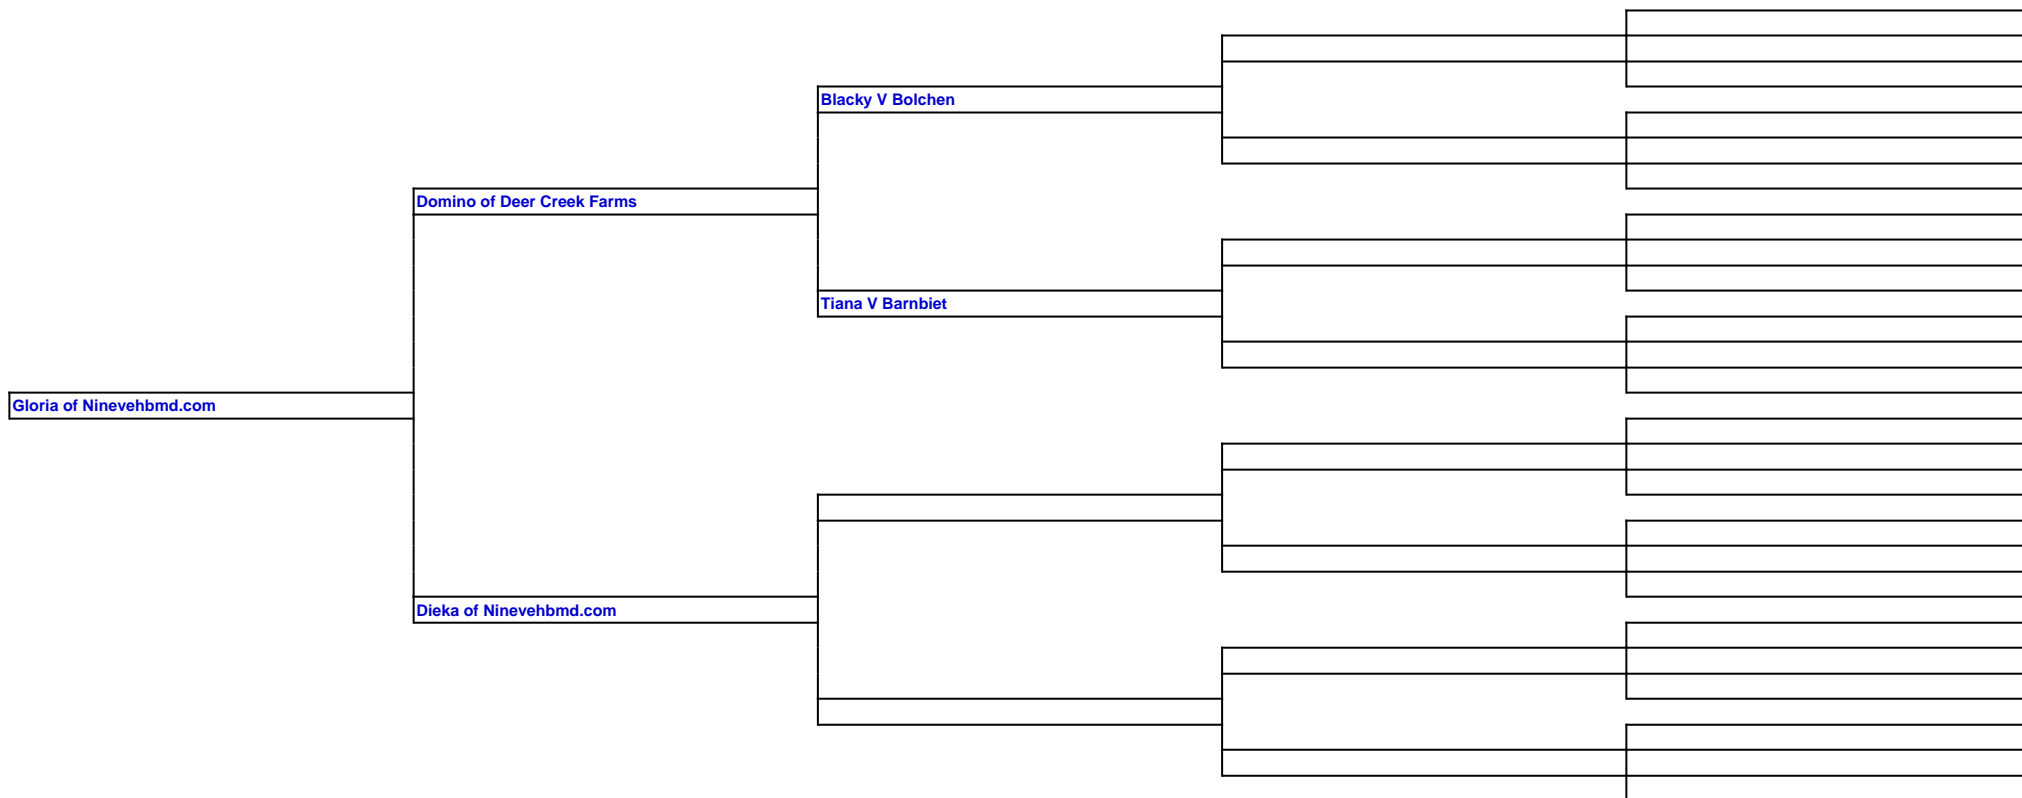 Blacky V Bolchen
Domino of Deer Creek Farms
Tiana V Barnbiet
Gloria of Ninevehbmd.com
Dieka of Ninevehbmd.com